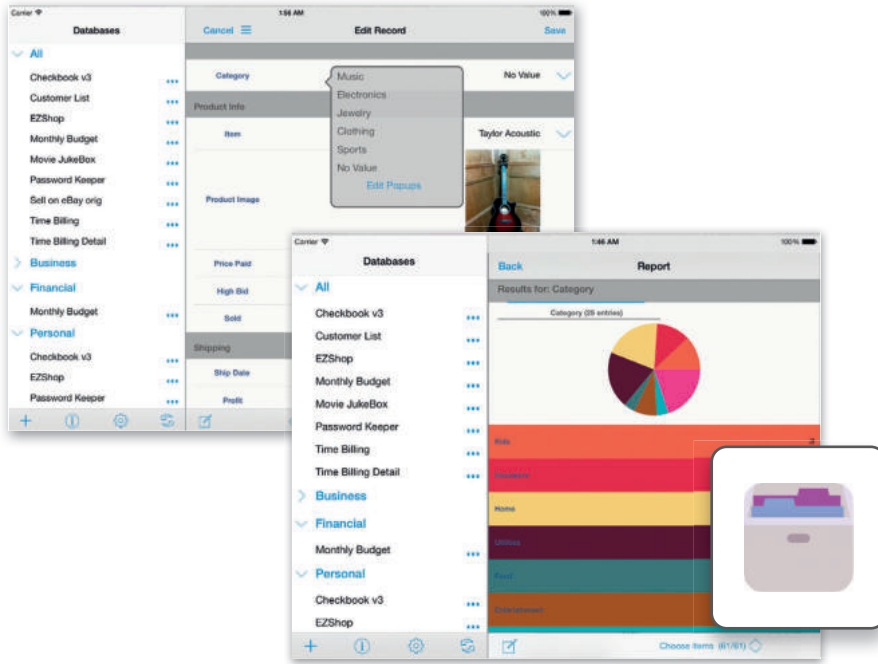 Carrier 1:56 AM 100%
Databases
Cancel Edit Record Save
All
Checkbook v3
Customer List
EZShop
Monthly Budget
Movie JukeBox
Password Keeper
Sell on eBay orig
Time Billing
Time Billing Detail
Business
Financial
Monthly Budget
Personal
Checkbook v3
EZShop
Password Keeper
Category No Value
Music
Electronics
Jewelry
Clothing
Sports
No Value
Edit Popups
Product Info
Item Taylor Acoustic
Product Image
Price Paid
High Bid
Sold
Shipping
Ship Date
Profit
Carrier 1:46 AM 100%
Databases
Back Report
All
Checkbook v3
Customer List
EZShop
Monthly Budget
Movie JukeBox
Password Keeper
Time Billing
Time Billing Detail
Business
Financial
Monthly Budget
Personal
Checkbook v3
EZShop
Results for: Category
Category (25 entries)
Kids
Home
Utilities
Food
Entertainment
Choose Items (61/61)